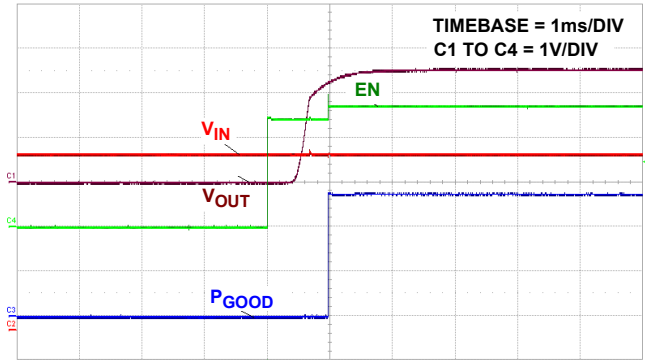 TIMEBASE = 1ms/DIV
C1 TO C4 = 1V/DIV
EN
VIN
C1
VOUT
C4
PGOOD
C3
C2